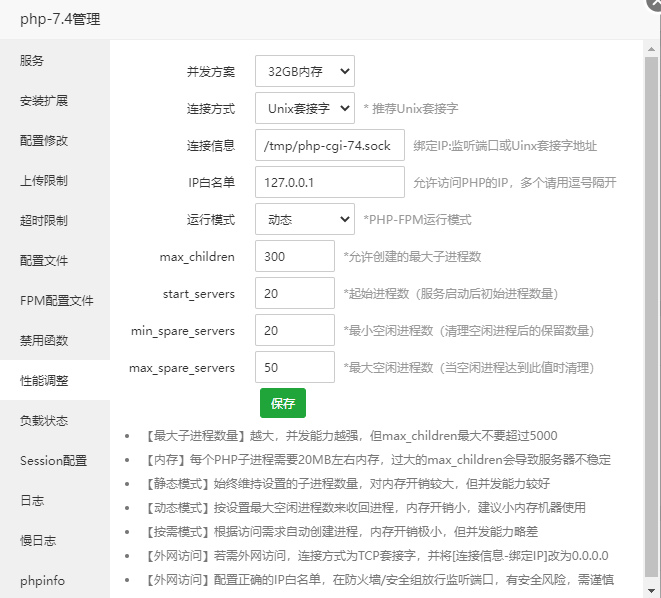 php-7.4管理
服务
安装扩展
配置修改
上传限制
超时限制
配置文件
FPM配置文件
禁用函数
性能调整
负载状态
Session配置
日志
慢日志
phpinfo
并发方案 32GB内存
连接方式 Unix套接字 * 推荐Unix套接字
连接信息 /tmp/php-cgi-74.sock 绑定IP:监听端口或Uinx套接字地址
IP白名单 127.0.0.1 允许访问PHP的IP，多个请用逗号隔开
运行模式 动态 *PHP-FPM运行模式
max_children 300 *允许创建的最大子进程数
start_servers 20 *起始进程数（服务启动后初始进程数量）
min_spare_servers 20 *最小空闲进程数（清理空闲进程后的保留数量）
max_spare_servers 50 *最大空闲进程数（当空闲进程达到此值时清理）
保存
• 【最大子进程数量】越大，并发能力越强，但max_children最大不要超过5000
• 【内存】每个PHP子进程需要20MB左右内存，过大的max_children会导致服务器不稳定
• 【静态模式】始终维持设置的子进程数量，对内存开销较大，但并发能力较好
• 【动态模式】按设置最大空闲进程数来收回进程，内存开销小，建议小内存机器使用
• 【按需模式】根据访问需求自动创建进程，内存开销极小，但并发能力略差
• 【外网访问】若需外网访问，连接方式为TCP套接字，并将[连接信息-绑定IP]改为0.0.0.0
• 【外网访问】配置正确的IP白名单，在防火墙/安全组放行监听端口，有安全风险，需谨慎